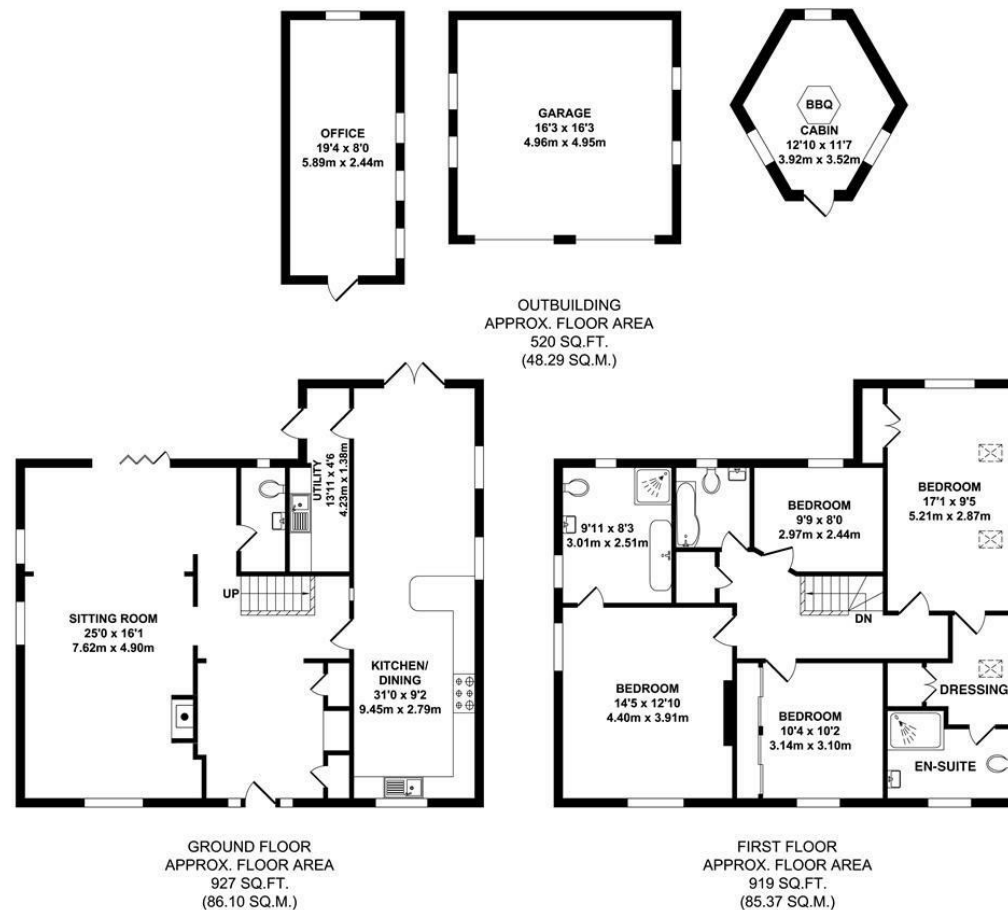 OFFICE
19'4 x 8'0
5.89m x 2.44m
GARAGE
16'3 x 16'3
4.96m x 4.95m
BBQ
CABIN
12'10 x 11'7
3.92m x 3.52m
OUTBUILDING
APPROX. FLOOR AREA
520 SQ.FT.
(48.29 SQ.M.)
UTILITY
13'11 x 4'6
4.23m x 1.38m
UP
SITTING ROOM
25'0 x 16'1
7.62m x 4.90m
KITCHEN/
DINING
31'0 x 9'2
9.45m x 2.79m
GROUND FLOOR
APPROX. FLOOR AREA
927 SQ.FT.
(86.10 SQ.M.)
9'11 x 8'3
3.01m x 2.51m
BEDROOM
9'9 x 8'0
2.97m x 2.44m
BEDROOM
17'1 x 9'5
5.21m x 2.87m
DN
BEDROOM
14'5 x 12'10
4.40m x 3.91m
BEDROOM
10'4 x 10'2
3.14m x 3.10m
DRESSING
EN-SUITE
FIRST FLOOR
APPROX. FLOOR AREA
919 SQ.FT.
(85.37 SQ.M.)